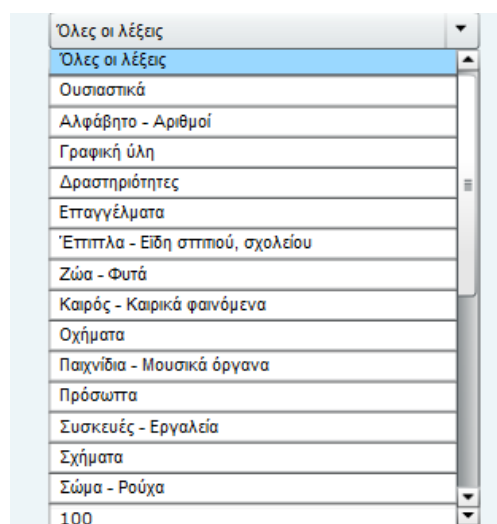 Όλες οι λέξεις
Όλες οι λέξεις
Ουσιαστικά
Αλφάβητο - Αριθμοί
Γραφική ύλη
Δραστηριότητες
Επαγγέλματα
Έπιπλα - Είδη σπιτιού, σχολείου
Ζώα - Φυτά
Καιρός - Καιρικά φαινόμενα
Οχήματα
Παιχνίδια - Μουσικά όργανα
Πρόσωπα
Συσκευές - Εργαλεία
Σχήματα
Σώμα - Ρούχα
100